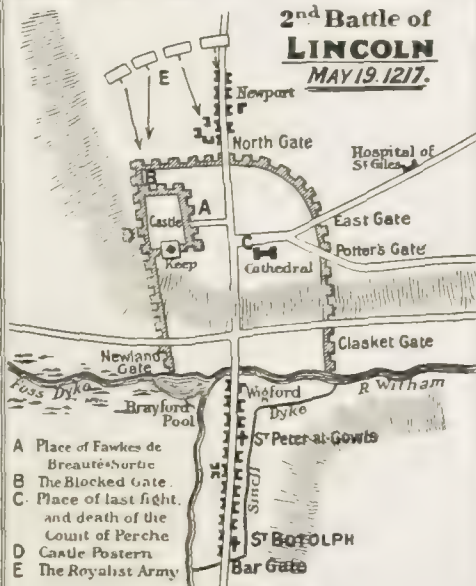 2nd Battle of
LINCOLN
MAY 19. 1217.
E
Newport
North Gate
Hospital of
St Giles
B
Castle
A
East Gate
C
Potter's Gate
Keep
Cathedral
Clasket Gate
Newland
Gate
Foss Dyke
R Witham
Brayford
Pool
Wigford
Dyke
St Peter-at-Gowts
Sincil
St BOTOLPH
Bar Gate
A Place of Fawkes de
Breauté's Sortie
B The Blocked Gate.
C. Place of last fight,
and death of the
Count of Perche
D Castle Postern
E The Royalist Army